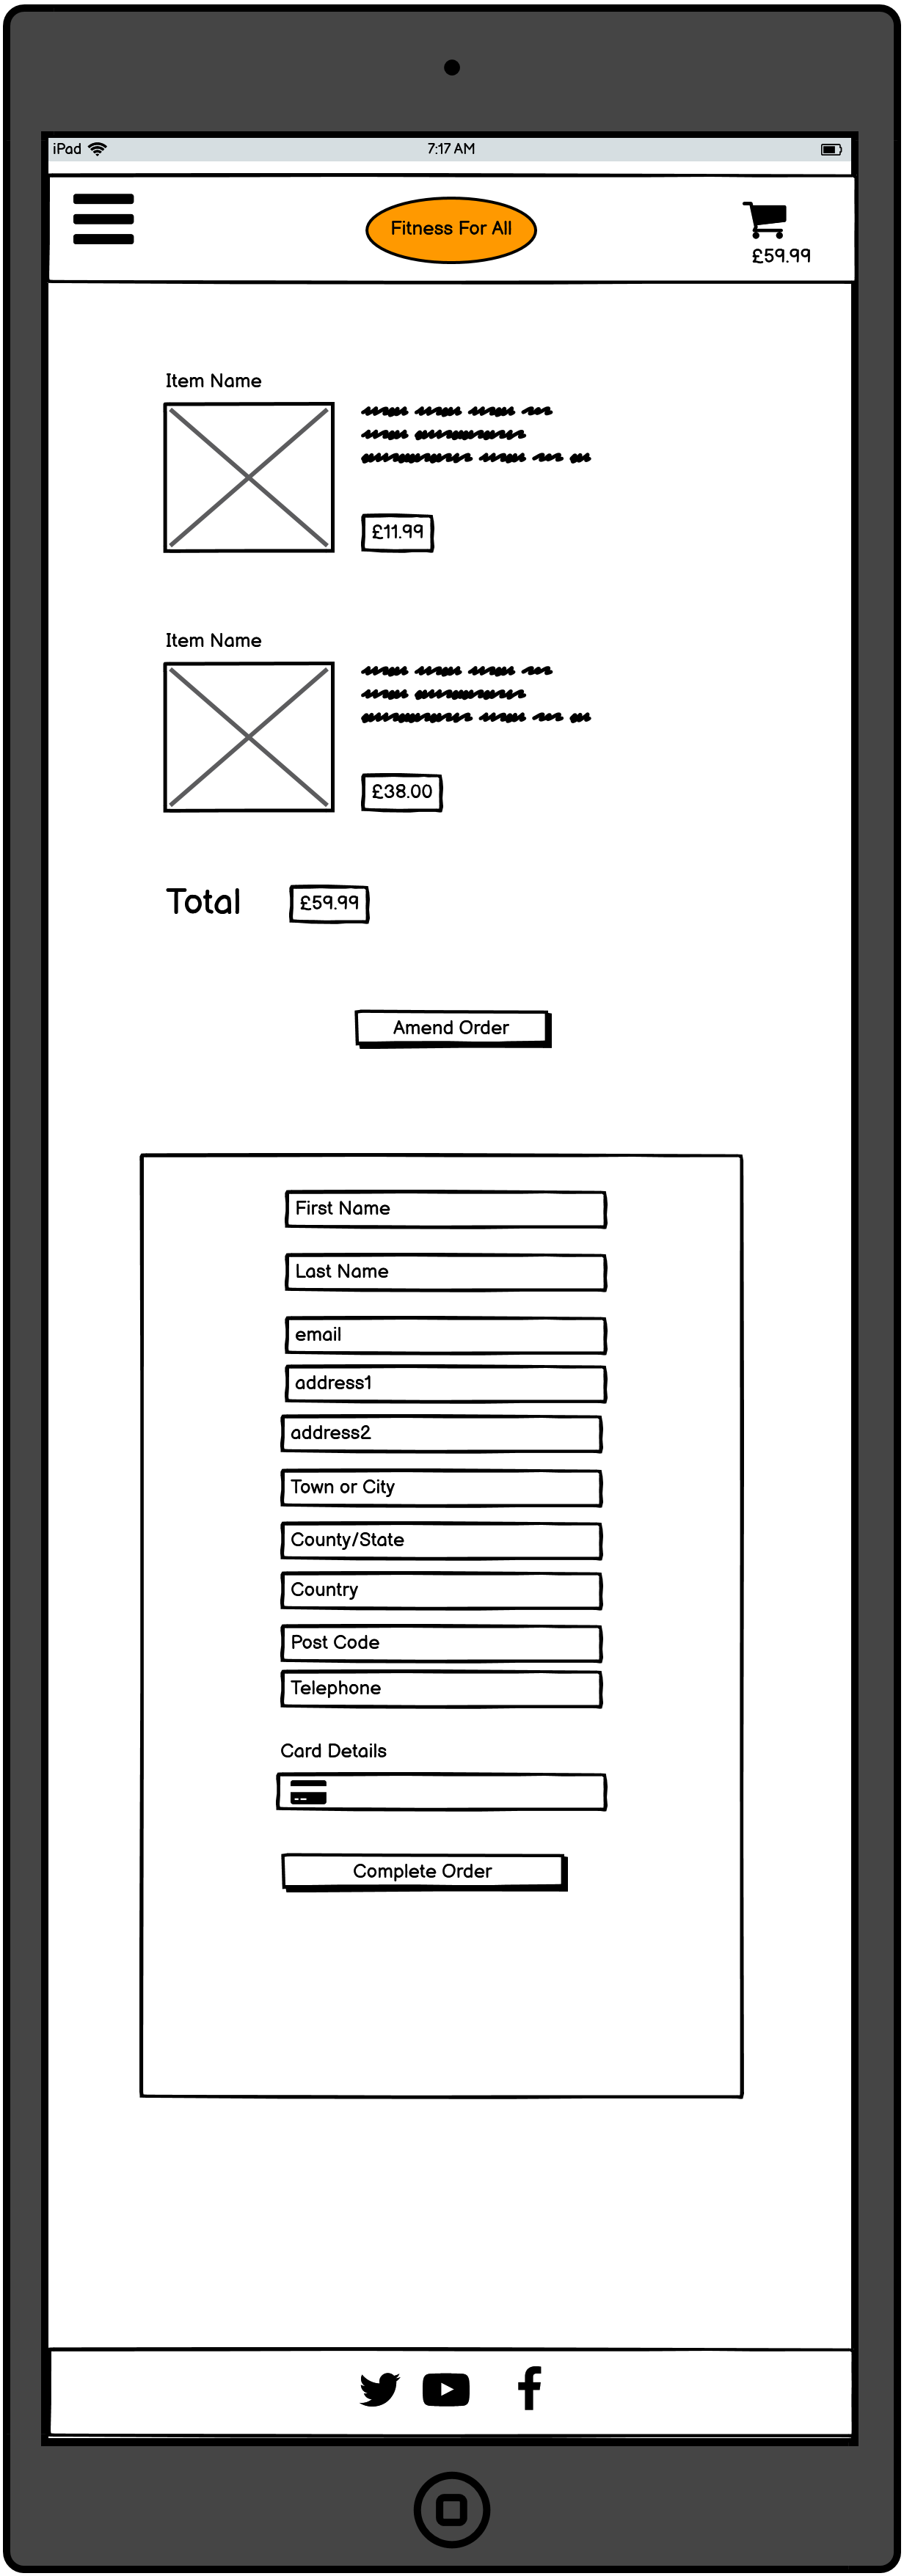 iPad
7:17 AM
Fitness For All
£59.99
Item Name
£11.99
Item Name
£38.00
Total £59.99
Amend Order
First Name
Last Name
email
address1
address2
Town or City
County/State
Country
Post Code
Telephone
Card Details
Complete Order